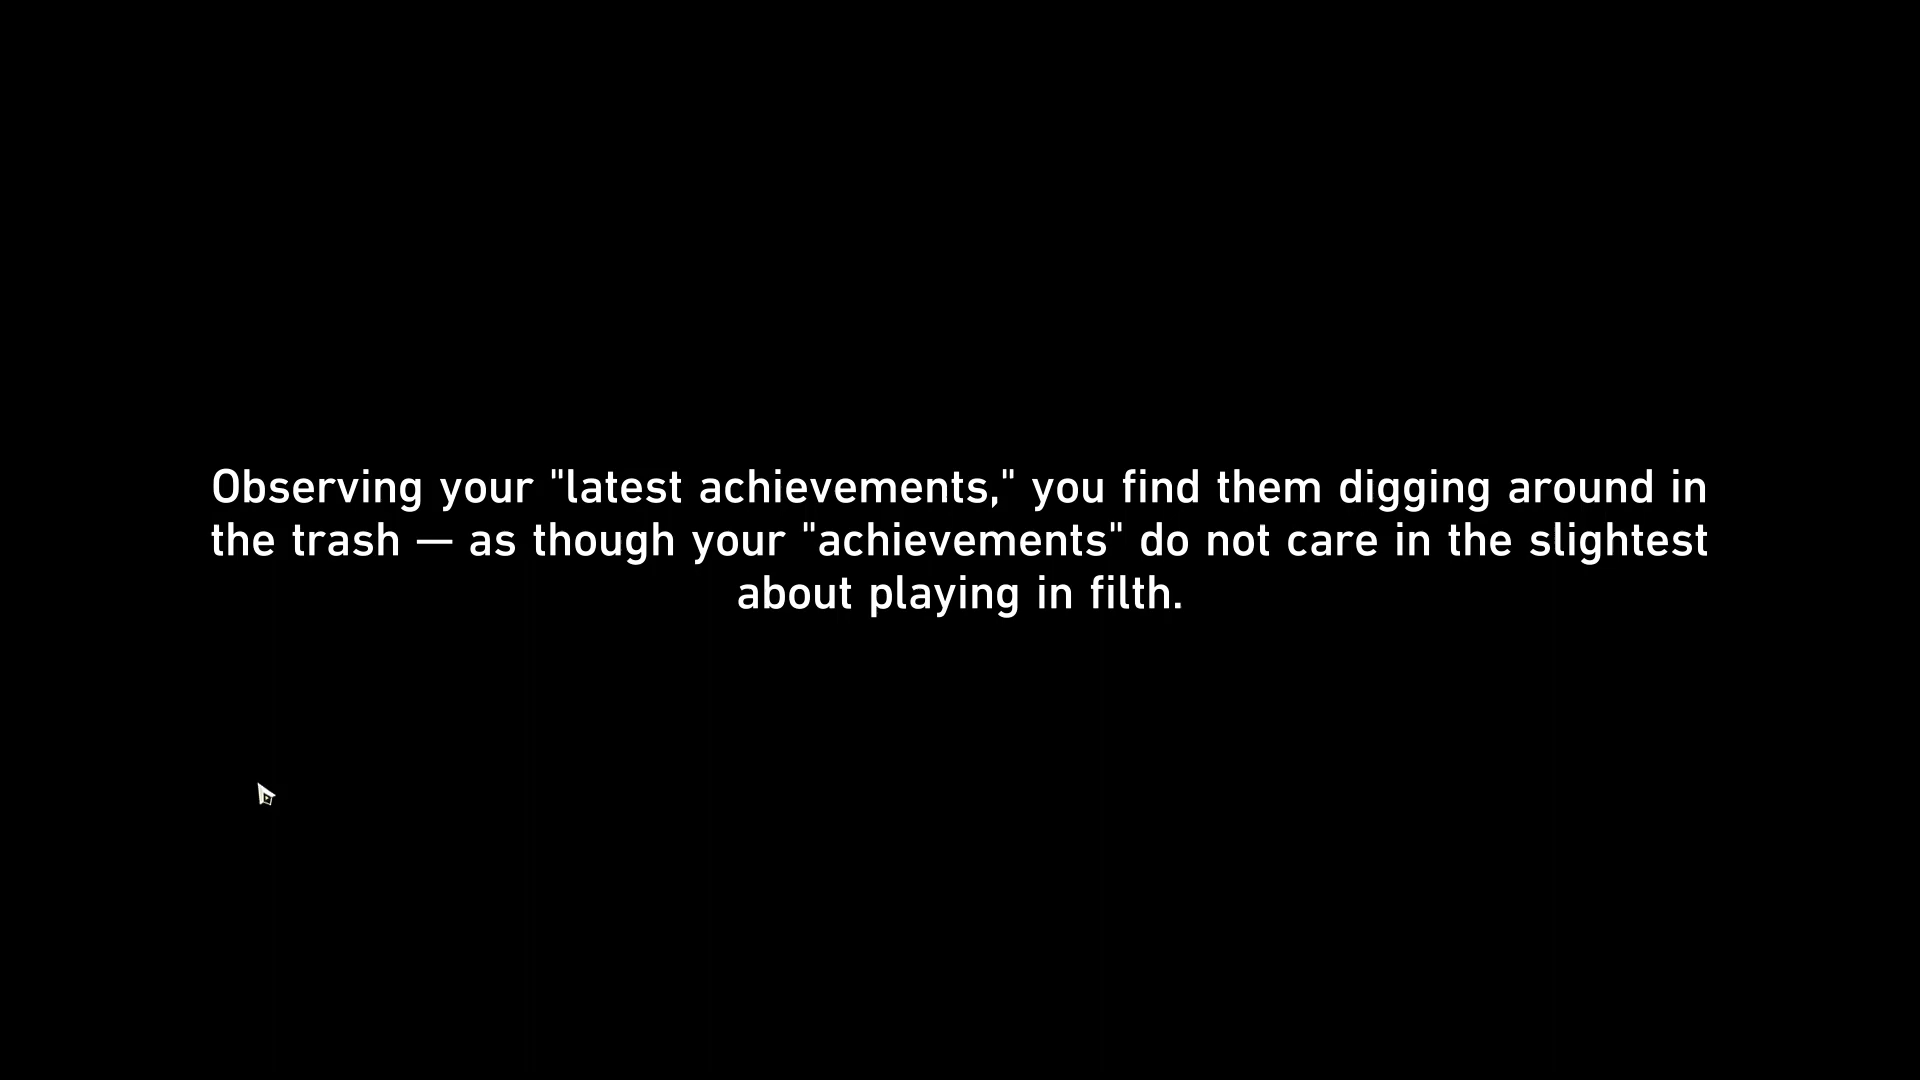 Observing your "latest achievements," you find them digging around in
the trash — as though your "achievements" do not care in the slightest
about playing in filth.